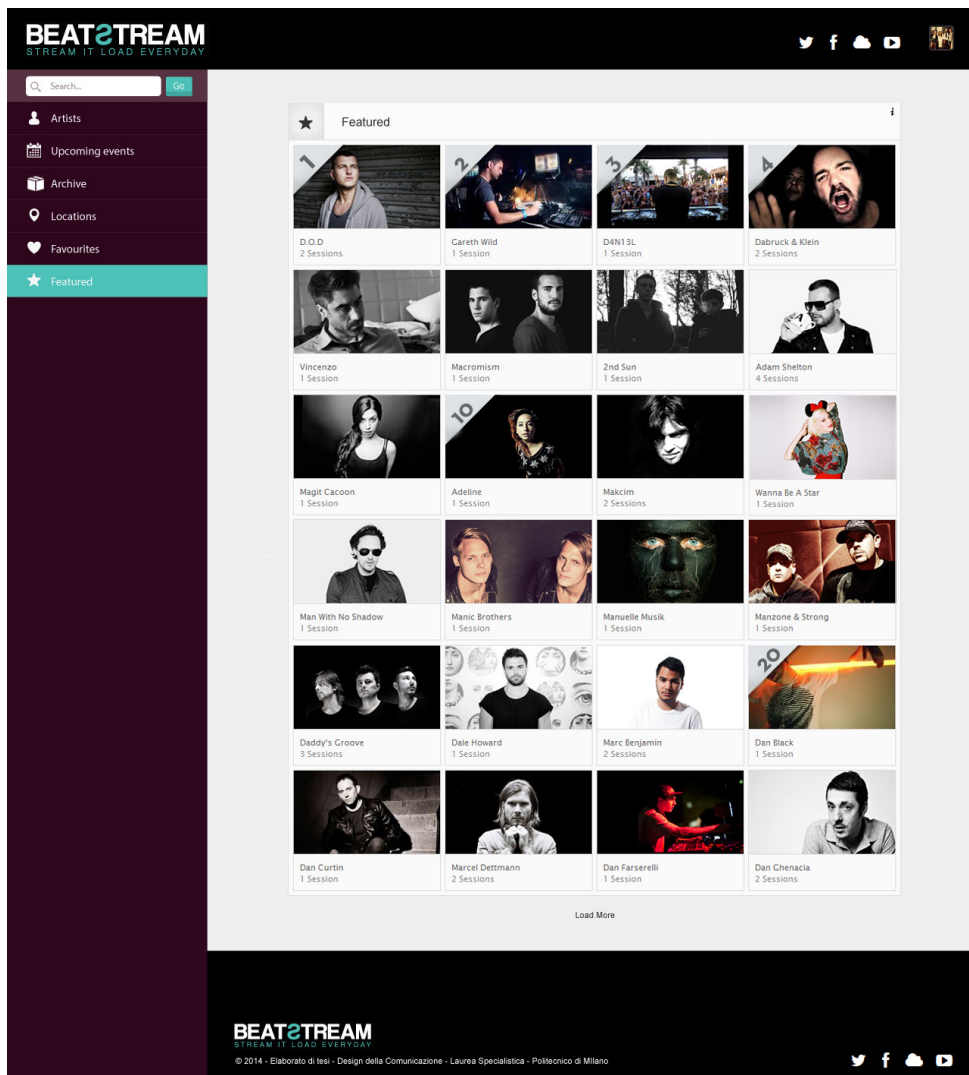 BEATSTREAM
STREAM IT LOAD EVERYDAY
Search...
Go
Artists
Upcoming events
Archive
Locations
Favourites
Featured
Featured
i
1
2
3
4
D.O.D
2 Sessions
Gareth Wild
1 Session
D4N13L
1 Session
Dabruck & Klein
2 Sessions
Vincenzo
1 Session
Macromism
1 Session
2nd Sun
1 Session
Adam Shelton
4 Sessions
10
Magit Cacoon
1 Session
Adeline
1 Session
Makcim
2 Sessions
Wanna Be A Star
1 Session
Man With No Shadow
1 Session
Manic Brothers
1 Session
Manuelle Musik
1 Session
Manzone & Strong
1 Session
20
Daddy's Groove
3 Sessions
Dale Howard
1 Session
Marc Benjamin
2 Sessions
Dan Black
1 Session
Dan Curtin
1 Session
Marcel Dettmann
2 Sessions
Dan Farserelli
1 Session
Dan Ghenacia
2 Sessions
Load More
BEATSTREAM
STREAM IT LOAD EVERYDAY
© 2014 - Elaborato di tesi - Design della Comunicazione - Laurea Specialistica - Politecnico di MIlano